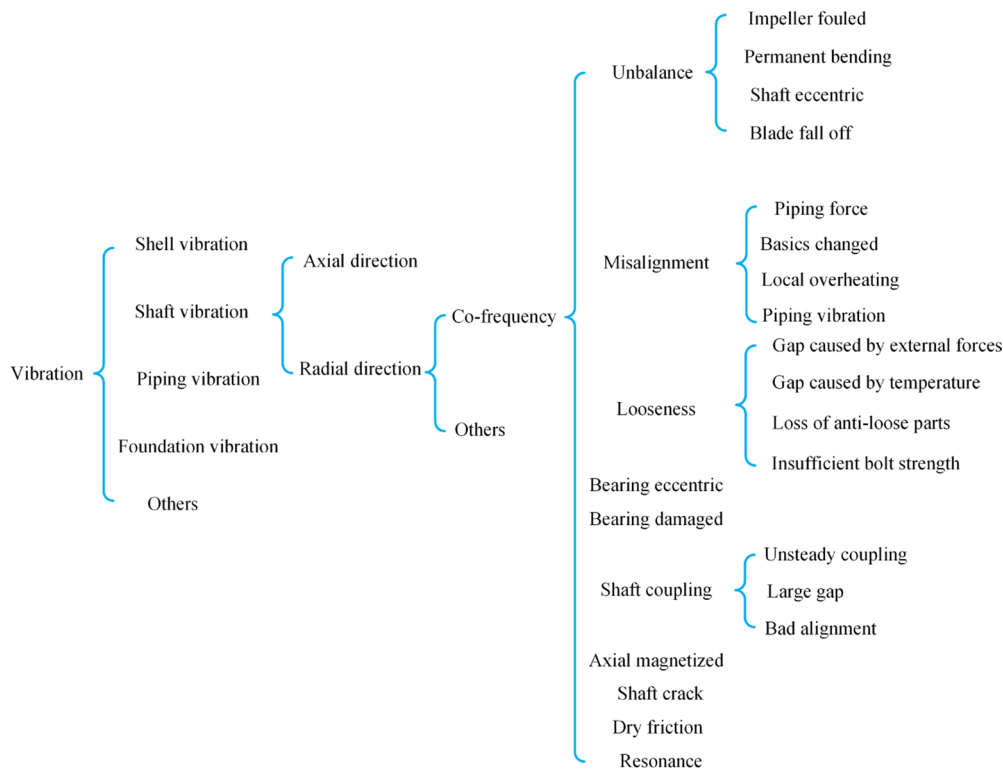 Vibration
Shell vibration
Shaft vibration
Piping vibration
Foundation vibration
Others
Axial direction
Radial direction
Co-frequency
Others
Unbalance
Impeller fouled
Permanent bending
Shaft eccentric
Blade fall off
Misalignment
Piping force
Basics changed
Local overheating
Piping vibration
Looseness
Gap caused by external forces
Gap caused by temperature
Loss of anti-loose parts
Insufficient bolt strength
Bearing eccentric
Bearing damaged
Shaft coupling
Unsteady coupling
Large gap
Bad alignment
Axial magnetized
Shaft crack
Dry friction
Resonance